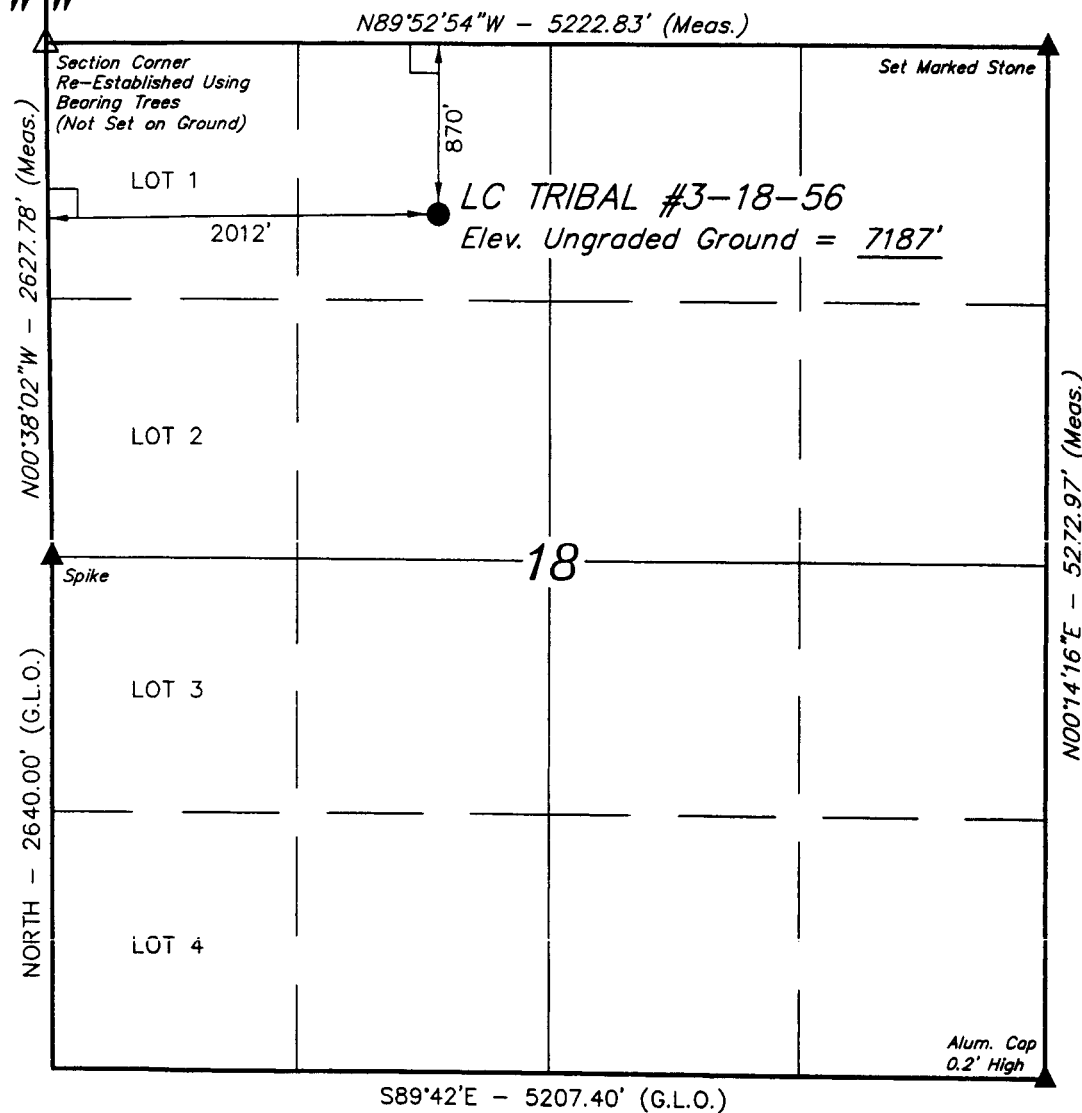 N89°52'54"W - 5222.83' (Meas.)
Section Corner
Re-Established Using
Bearing Trees
(Not Set on Ground)
Set Marked Stone
870'
LOT 1
2012'
LC TRIBAL #3-18-56
Elev. Ungraded Ground = 7187'
N00°38'02"W - 2627.78' (Meas.)
LOT 2
N00°14'16"E - 5272.97' (Meas.)
18
Spike
LOT 3
NORTH - 2640.00' (G.L.O.)
LOT 4
Alum. Cap
0.2' High
S89°42'E - 5207.40' (G.L.O.)